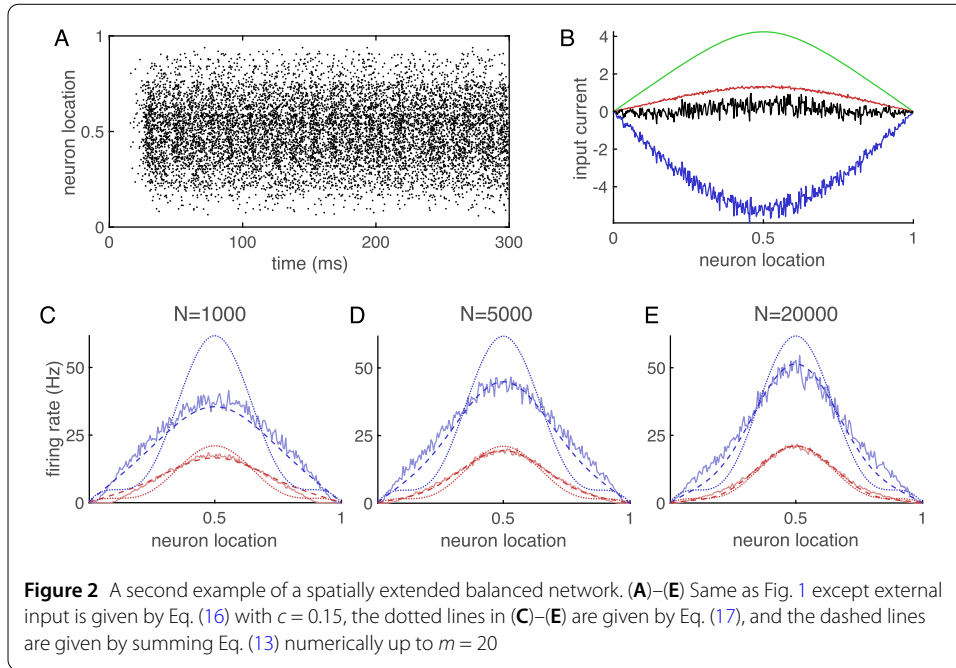 A
1
0.5
0
neuron location
0
100
200
300
time (ms)
B
4
2
0
-2
-4
input current
0
0.5
1
neuron location
C
N=1000
50
25
0
firing rate (Hz)
0.5
1
neuron location
D
N=5000
50
25
0
0.5
1
neuron location
E
N=20000
50
25
0
0.5
1
neuron location
Figure 2 A second example of a spatially extended balanced network. (A)–(E) Same as Fig. 1 except external
input is given by Eq. (16) with c = 0.15, the dotted lines in (C)–(E) are given by Eq. (17), and the dashed lines
are given by summing Eq. (13) numerically up to m = 20